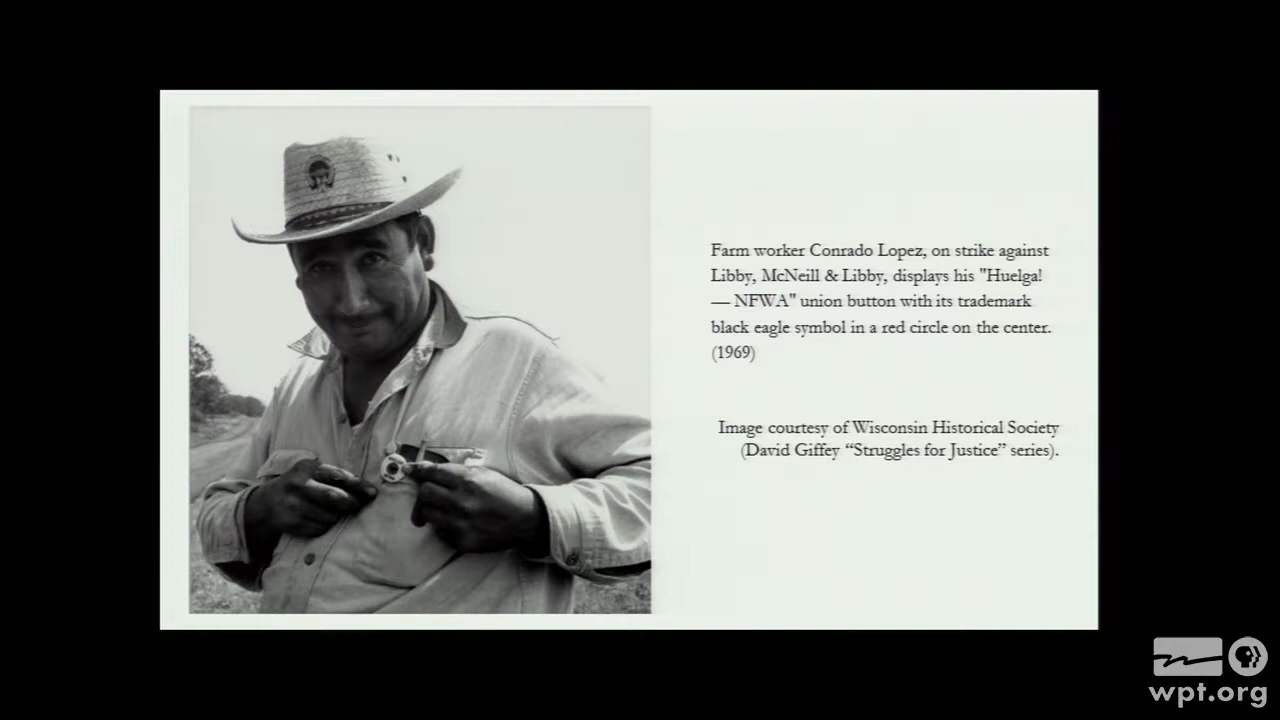 Farm worker Conrado Lopez, on strike against
Libby, McNeill & Libby, displays his "Huelga!
— NFWA" union button with its trademark
black eagle symbol in a red circle on the center.
(1969)
Image courtesy of Wisconsin Historical Society
(David Giffey “Struggles for Justice” series).
wpt.org